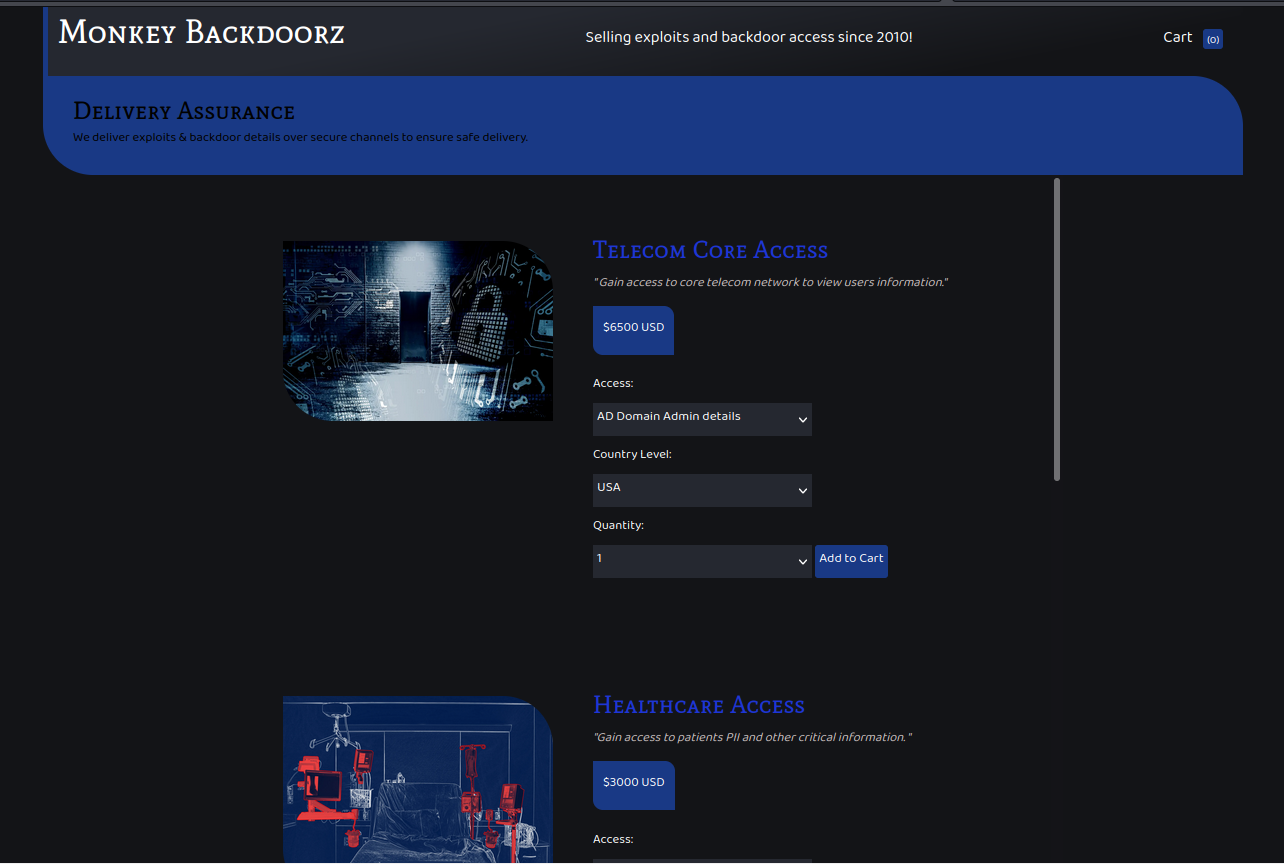 Monkey Backdoorz
Selling exploits and backdoor access since 2010!
Cart (0)
Delivery Assurance
We deliver exploits & backdoor details over secure channels to ensure safe delivery.
Telecom Core Access
"Gain access to core telecom network to view users information."
$6500 USD
Access:
AD Domain Admin details
Country Level:
USA
Quantity:
1
Add to Cart
Healthcare Access
"Gain access to patients PII and other critical information."
$3000 USD
Access: